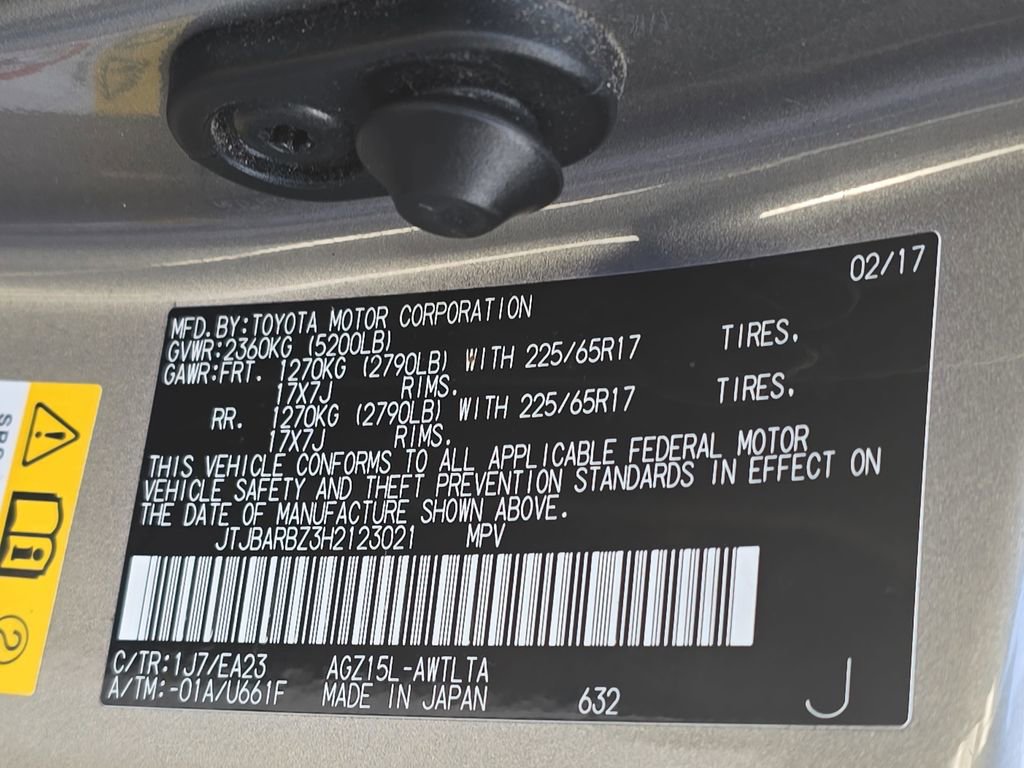 02/17
MFD. BY:TOYOTA MOTOR CORPORATION
GVWR:2360KG (5200LB)
GAWR:FRT. 1270KG (2790LB) WITH 225/65R17 TIRES.
17X7J RIMS.
RR. 1270KG (2790LB) WITH 225/65R17 TIRES.
17X7J RIMS.
THIS VEHICLE CONFORMS TO ALL APPLICABLE FEDERAL MOTOR
VEHICLE SAFETY AND THEFT PREVENTION STANDARDS IN EFFECT ON
THE DATE OF MANUFACTURE SHOWN ABOVE.
JTJBARBZ3H2123021 MPV
C/TR:1J7/EA23 AGZ15L-AWTLTA
A/TM:-01A/U661F MADE IN JAPAN 632 J